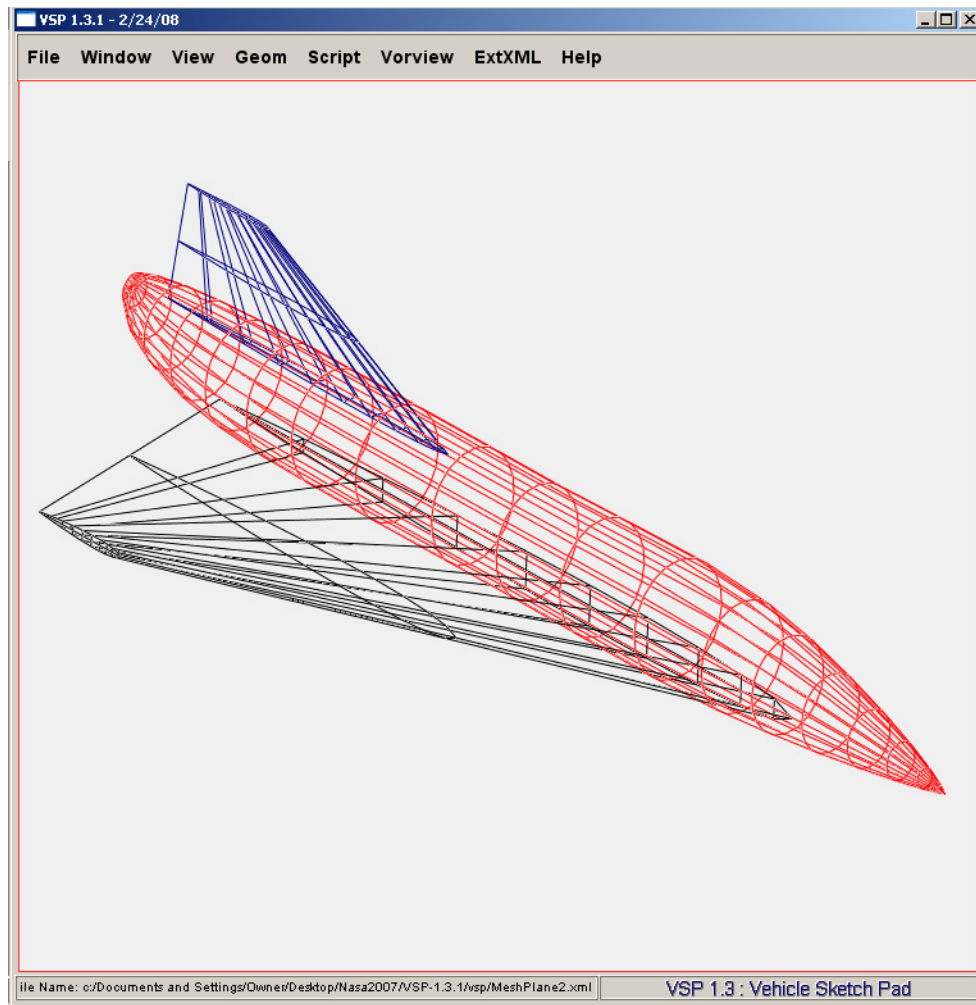 VSP 1.3.1 - 2/24/08
File Window View Geom Script Vorview ExtXML Help
ile Name: c:/Documents and Settings/Owner/Desktop/Nasa2007/VSP-1.3.1/vsp/MeshPlane2.xml
VSP 1.3 : Vehicle Sketch Pad